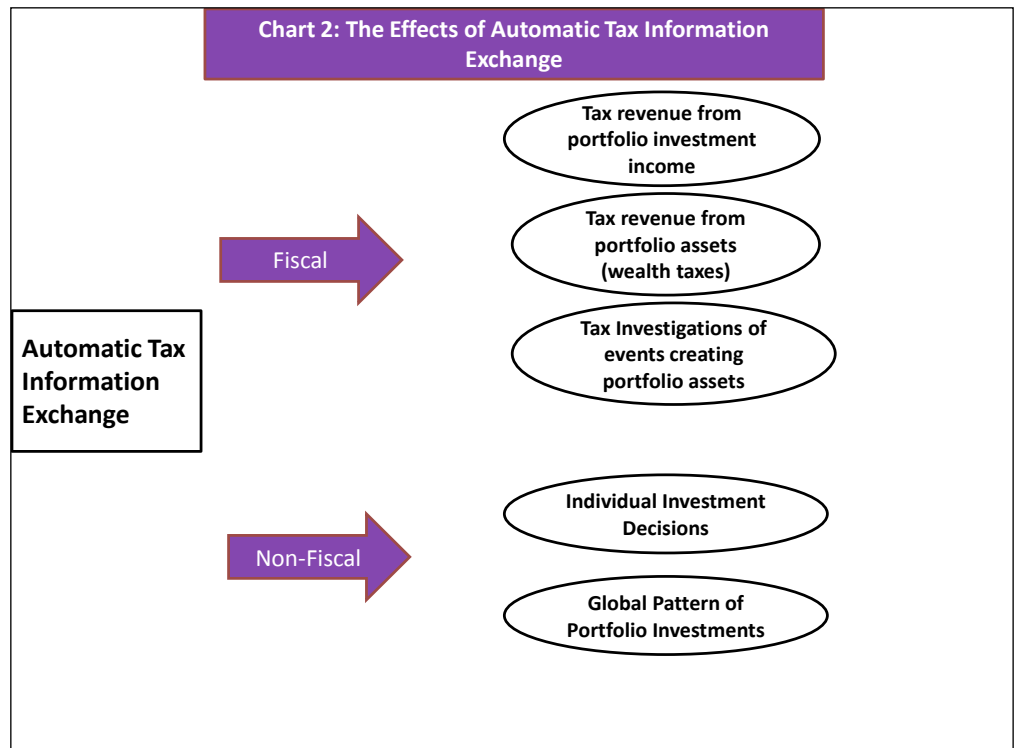 Chart 2: The Effects of Automatic Tax Information
Exchange
Tax revenue from
portfolio investment
income
Tax revenue from
portfolio assets
(wealth taxes)
Fiscal
Tax Investigations of
events creating
portfolio assets
Automatic Tax
Information
Exchange
Individual Investment
Decisions
Non-Fiscal
Global Pattern of
Portfolio Investments